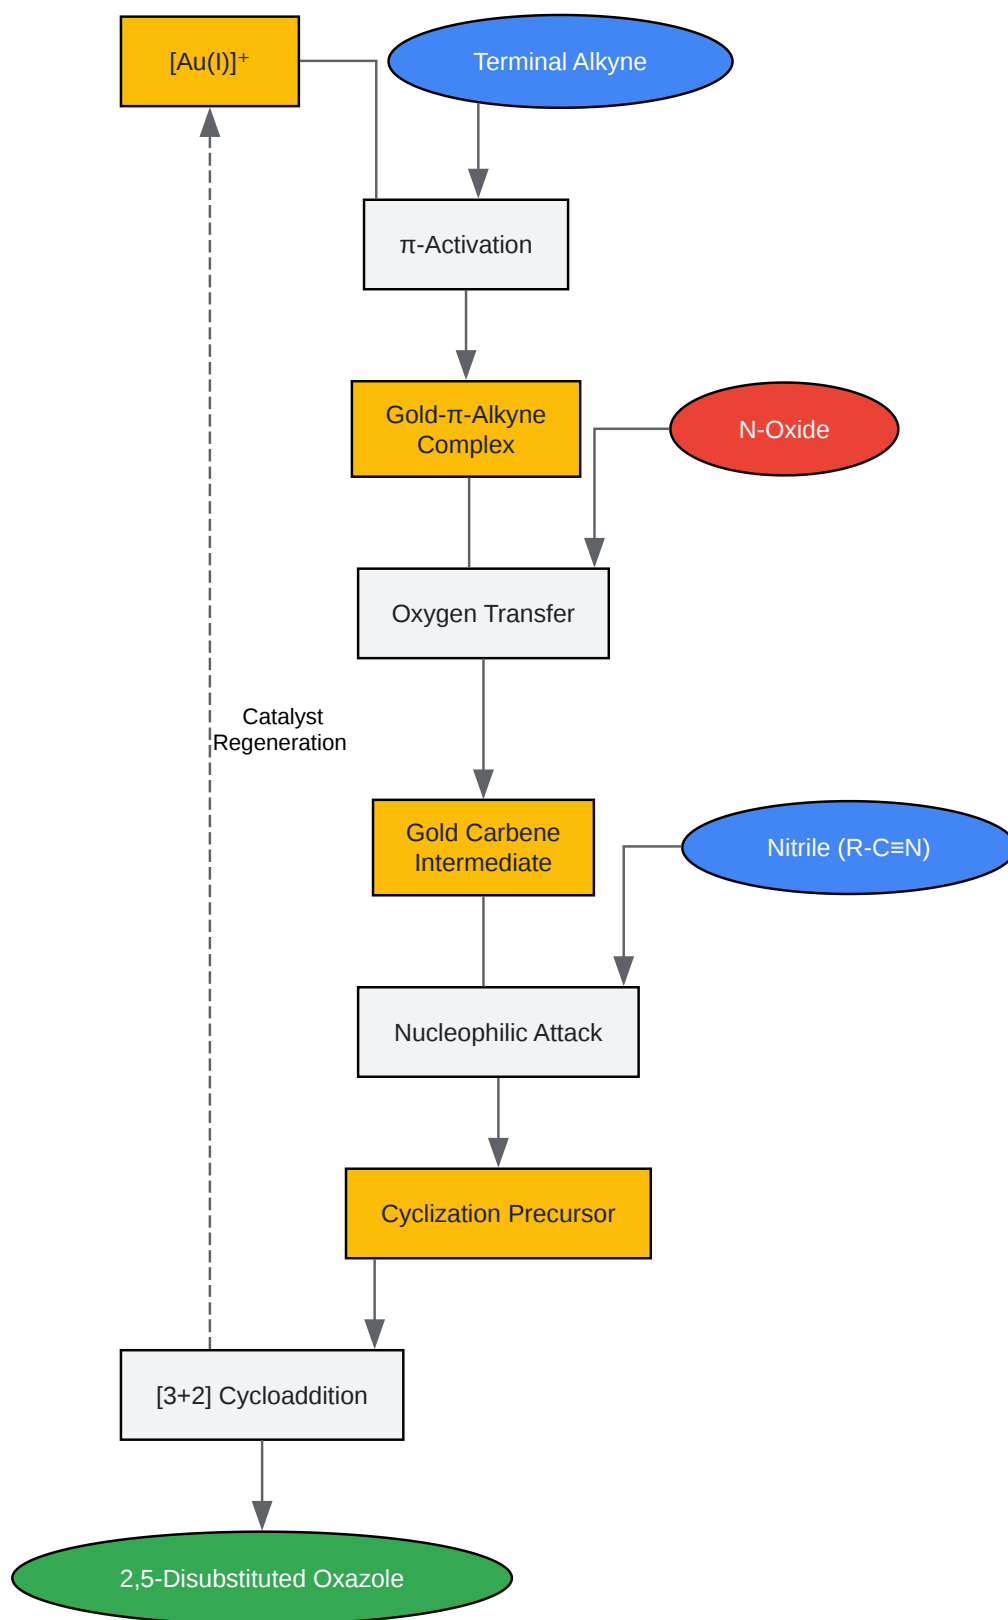 [Au(I)]⁺
Terminal Alkyne
π-Activation
Gold-π-Alkyne
Complex
N-Oxide
Oxygen Transfer
Catalyst
Regeneration
Gold Carbene
Intermediate
Nitrile (R-C≡N)
Nucleophilic Attack
Cyclization Precursor
[3+2] Cycloaddition
2,5-Disubstituted Oxazole